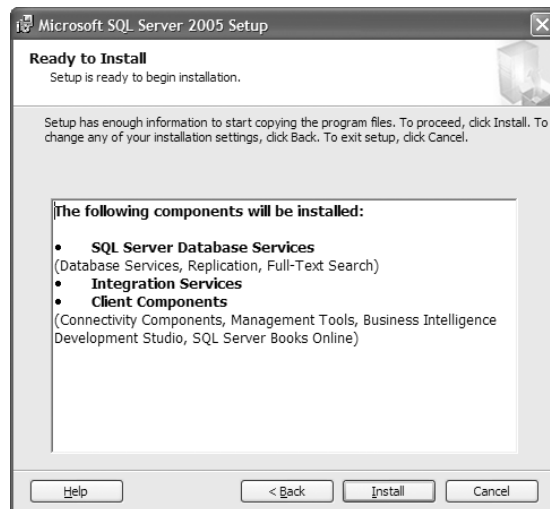 Microsoft SQL Server 2005 Setup
Ready to Install
Setup is ready to begin installation.
Setup has enough information to start copying the program files. To proceed, click Install. To
change any of your installation settings, click Back. To exit setup, click Cancel.
The following components will be installed:
• SQL Server Database Services
(Database Services, Replication, Full-Text Search)
• Integration Services
• Client Components
(Connectivity Components, Management Tools, Business Intelligence
Development Studio, SQL Server Books Online)
Help < Back Install Cancel